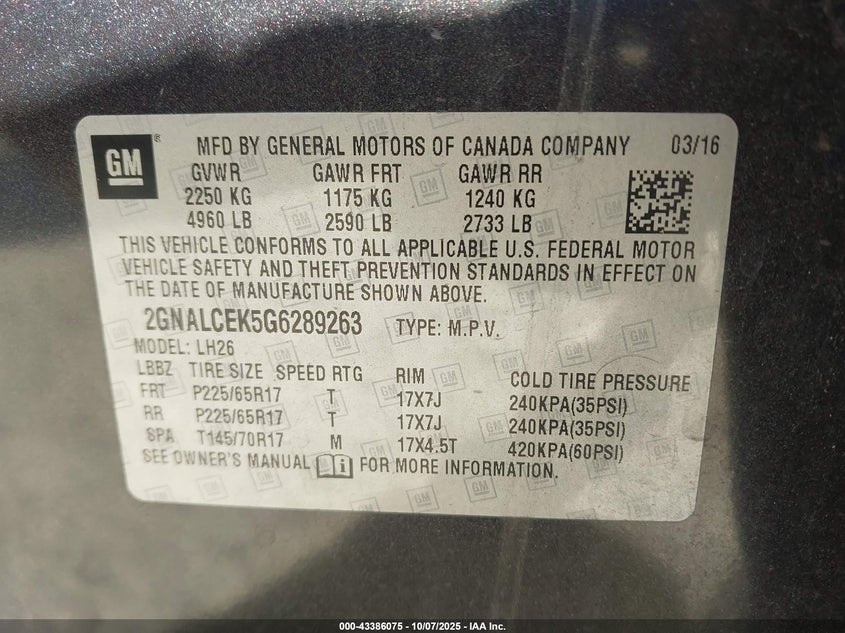 GM ®
MFD BY GENERAL MOTORS OF CANADA COMPANY 03/16
GVWR GAWR FRT GAWR RR
2250 KG 1175 KG 1240 KG
4960 LB 2590 LB 2733 LB
THIS VEHICLE CONFORMS TO ALL APPLICABLE U.S. FEDERAL MOTOR
VEHICLE SAFETY AND THEFT PREVENTION STANDARDS IN EFFECT ON
THE DATE OF MANUFACTURE SHOWN ABOVE.
2GNALCEK5G6289263 TYPE: M.P.V.
MODEL: LH26
LBBZ TIRE SIZE SPEED RTG RIM COLD TIRE PRESSURE
FRT P225/65R17 T 17X7J 240KPA(35PSI)
RR P225/65R17 T 17X7J 240KPA(35PSI)
SPA T145/70R17 M 17X4.5T 420KPA(60PSI)
SEE OWNER'S MANUAL FOR MORE INFORMATION.
000-43386075 - 10/07/2025 - IAA Inc.